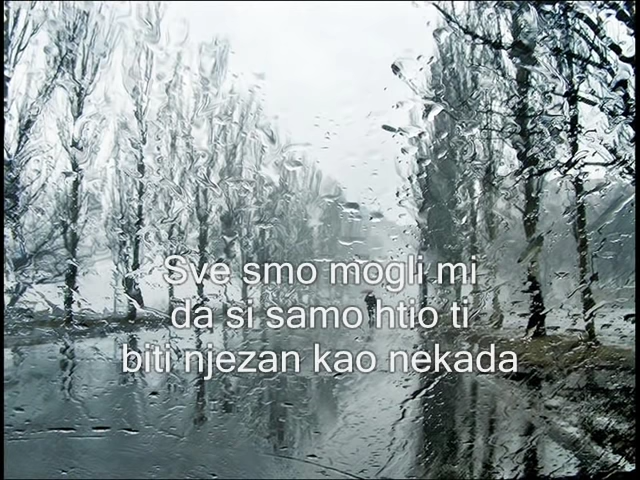 Sve smo mogli mi
da si samo htio ti
biti njezan kao nekada